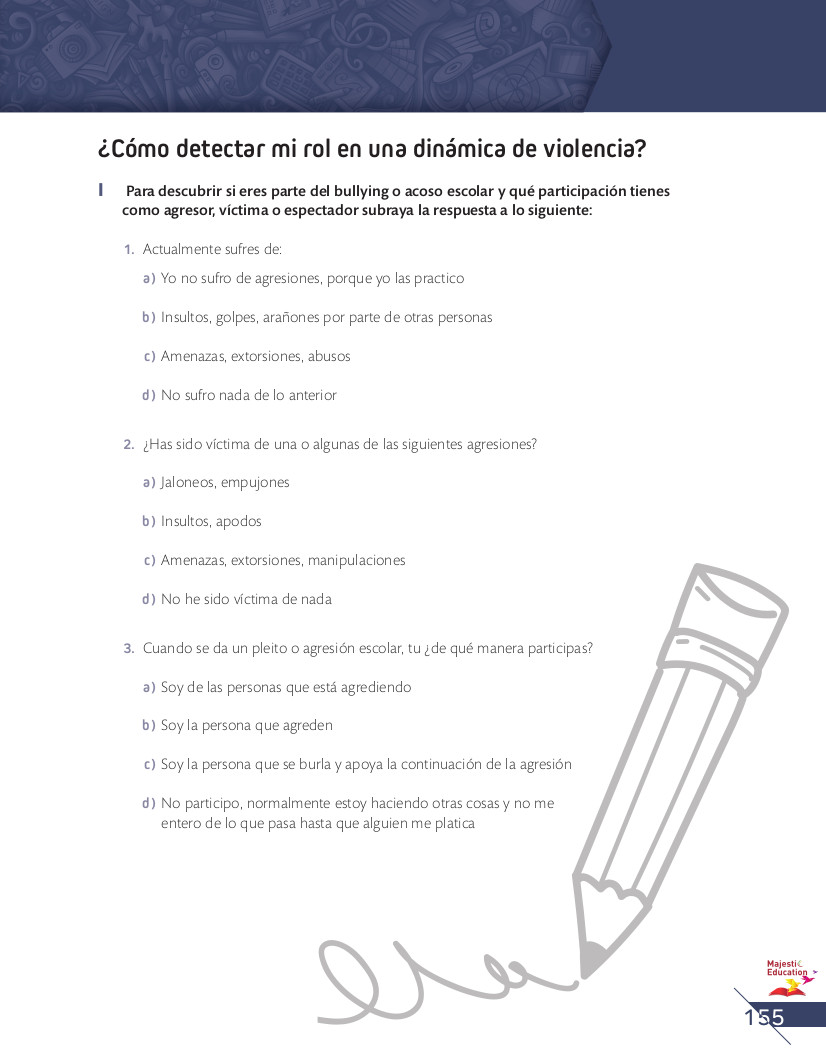 ¿Cómo detectar mi rol en una dinámica de violencia?
I Para descubrir si eres parte del bullying o acoso escolar y qué participación tienes
como agresor, víctima o espectador subraya la respuesta a lo siguiente:
1. Actualmente sufres de:
a) Yo no sufro de agresiones, porque yo las practico
b) Insultos, golpes, arañones por parte de otras personas
c) Amenazas, extorsiones, abusos
d) No sufro nada de lo anterior
2. ¿Has sido víctima de una o algunas de las siguientes agresiones?
a) Jaloneos, empujones
b) Insultos, apodos
c) Amenazas, extorsiones, manipulaciones
d) No he sido víctima de nada
3. Cuando se da un pleito o agresión escolar, tu ¿de qué manera participas?
a) Soy de las personas que está agrediendo
b) Soy la persona que agreden
c) Soy la persona que se burla y apoya la continuación de la agresión
d) No participo, normalmente estoy haciendo otras cosas y no me
entero de lo que pasa hasta que alguien me platica
Majestic
Education
155